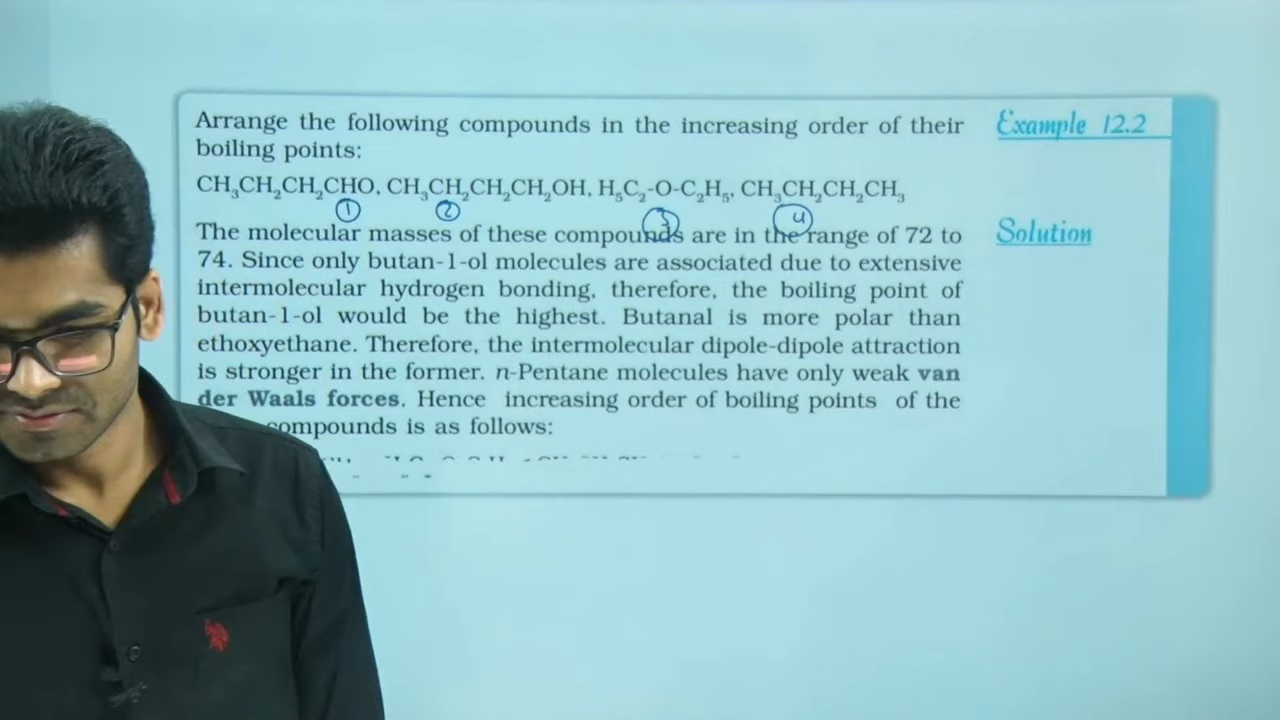 Arrange the following compounds in the increasing order of their
Example 12.2
boiling points:
CH₃CH₂CH₂CHO, CH₃CH₂CH₂CH₂OH, H₅C₂-O-C₂H₅, CH₃CH₂CH₂CH₃
1 2 3 4
The molecular masses of these compounds are in the range of 72 to
Solution
74. Since only butan-1-ol molecules are associated due to extensive
intermolecular hydrogen bonding, therefore, the boiling point of
butan-1-ol would be the highest. Butanal is more polar than
ethoxyethane. Therefore, the intermolecular dipole-dipole attraction
is stronger in the former. n-Pentane molecules have only weak van
der Waals forces. Hence increasing order of boiling points of the
compounds is as follows: